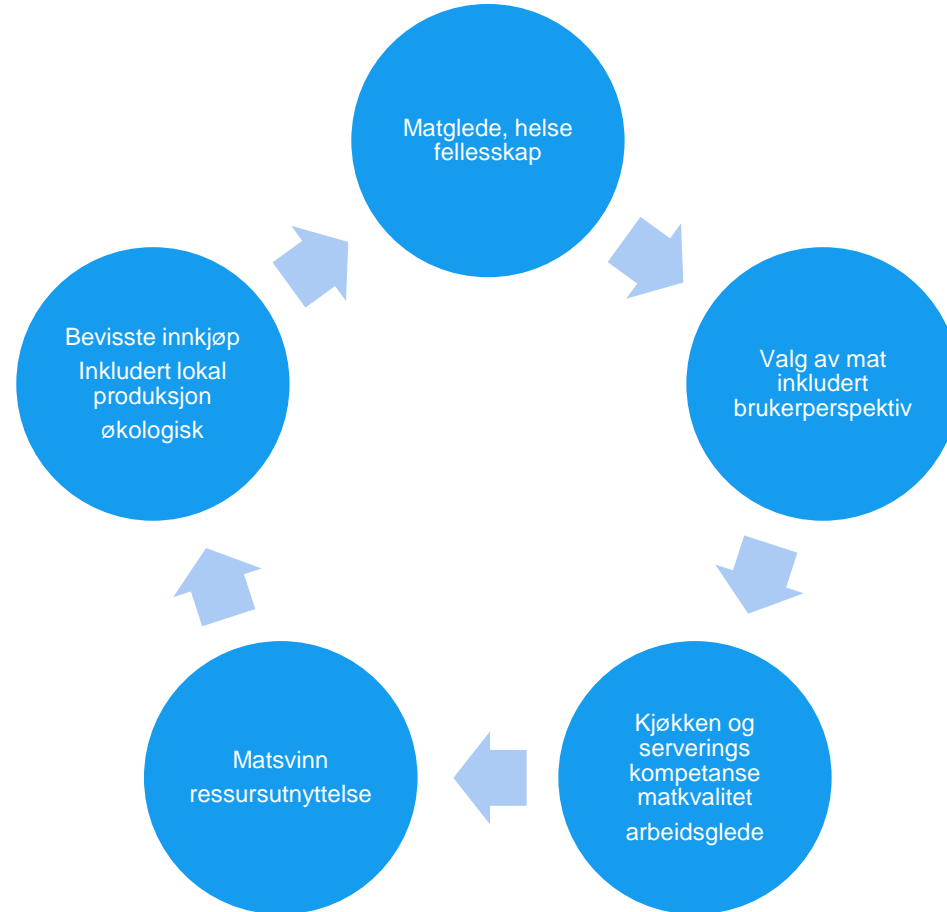 Matglede, helse
fellesskap
Valg av mat
inkludert
brukerperspektiv
Kjøkken og
serverings
kompetanse
matkvalitet
arbeidsglede
Matsvinn
ressursutnyttelse
Bevisste innkjøp
Inkludert lokal
produksjon
økologisk